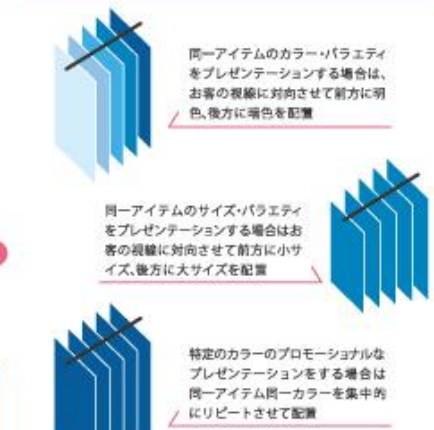 同一アイテムのカラー・バラエティ
をプレゼンテーションする場合は、
お客の視線に対向させて前方に明
色、後方に暗色を配置
同一アイテムのサイズ・バラエティ
をプレゼンテーションする場合はお
客の視線に対向させて前方に小サ
イズ、後方に大サイズを配置
特定のカラーのプロモーショナルな
プレゼンテーションをする場合は
同一アイテム同一カラーを集中的
にリピートさせて配置